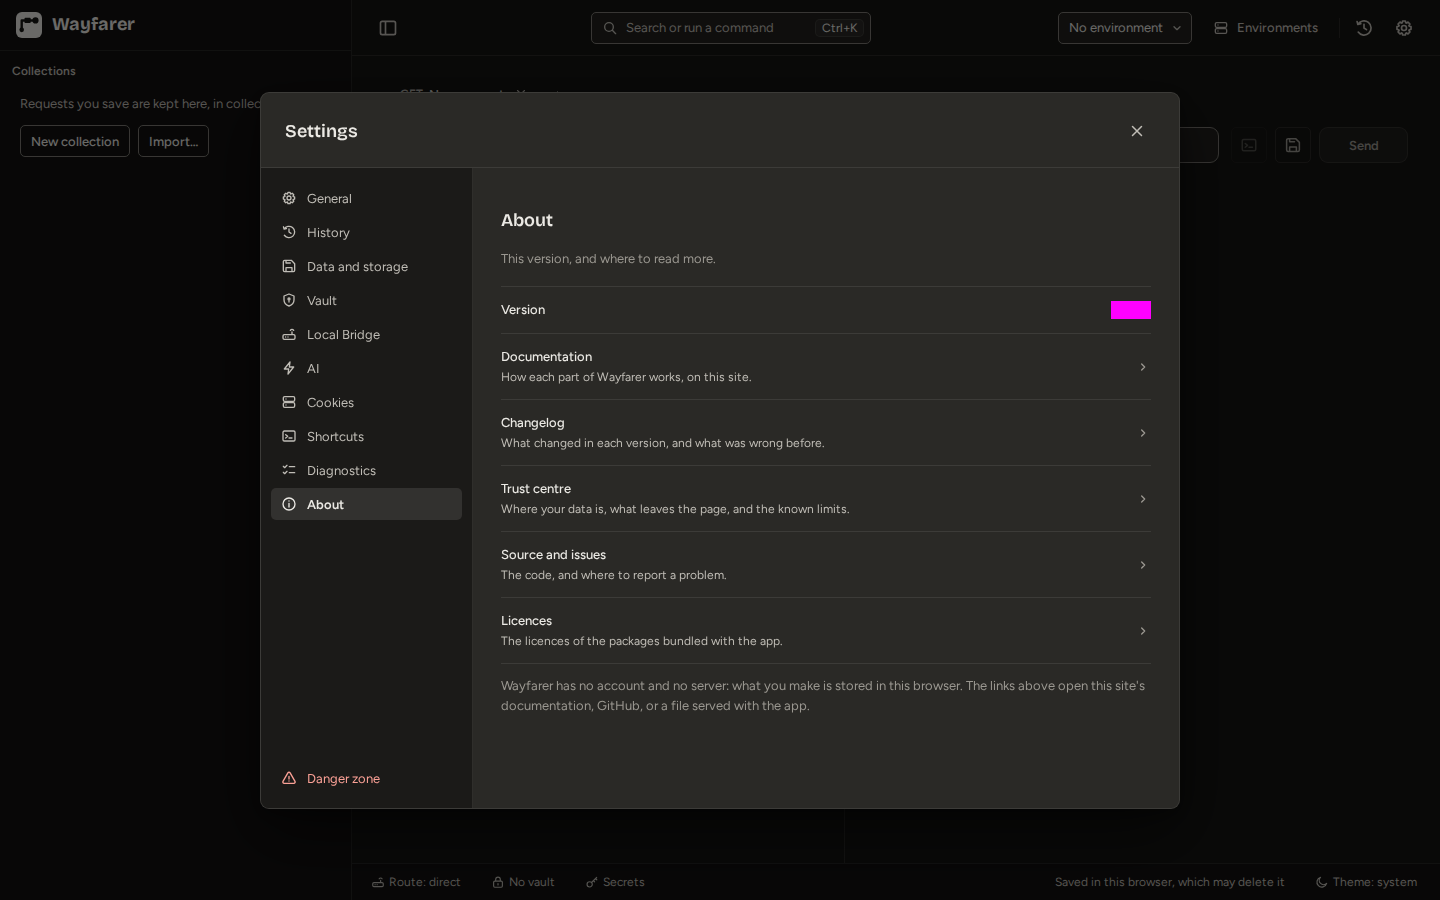 Wayfarer
Search or run a command
Ctrl+K
No environment
Environments
Collections
Requests you save are kept here, in collec
New collection
Import...
Send
Settings
General
History
Data and storage
Vault
Local Bridge
AI
Cookies
Shortcuts
Diagnostics
About
Danger zone
About
This version, and where to read more.
Version
Documentation
How each part of Wayfarer works, on this site.
Changelog
What changed in each version, and what was wrong before.
Trust centre
Where your data is, what leaves the page, and the known limits.
Source and issues
The code, and where to report a problem.
Licences
The licences of the packages bundled with the app.
Wayfarer has no account and no server: what you make is stored in this browser. The links above open this site's
documentation, GitHub, or a file served with the app.
Route: direct
No vault
Secrets
Saved in this browser, which may delete it
Theme: system